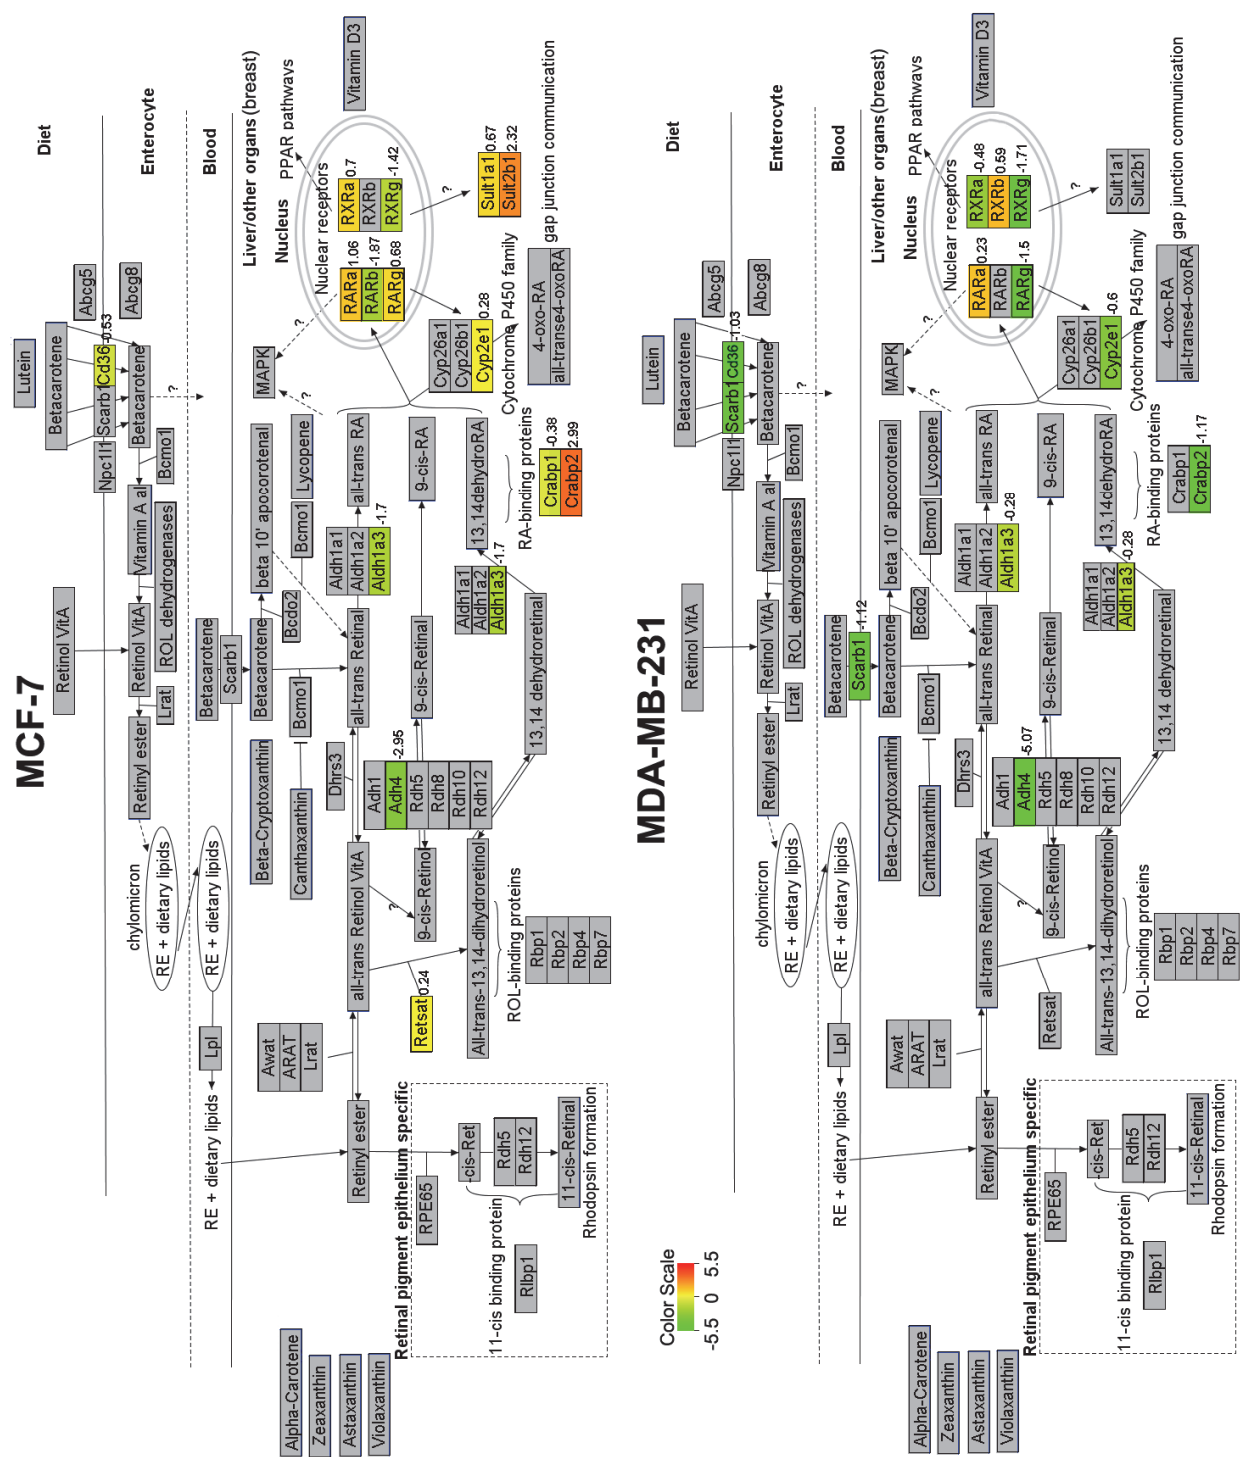 MCF-7
Diet
Lutein
Retinol VitA
Betacarotene
Abcg5
Npc1l1
Scarb1
Cd36
-0.53
Enterocyte
Abcg8
Retinyl ester
Retinol VitA
Vitamin A al
Betacarotene
Lrat
ROL dehydrogenases
Bcmo1
?
chylomicron
RE + dietary lipids
Blood
RE + dietary lipids
Lpl
RE + dietary lipids
Betacarotene
Scarb1
Liver/other organs (breast)
Beta-Cryptoxanthin
Betacarotene
beta 10' apocorotenal
MAPK
?
Nucleus
PPAR pathways
Bcdo2
Canthaxanthin
Bcmo1
Bcmo1
Lycopene
?
Nuclear receptors
Vitamin D3
Awat
ARAT
Lrat
Dhrs3
Retinyl ester
all-trans Retinol VitA
all-trans Retinal
Aldh1a1
Aldh1a2
Aldh1a3
-1.7
all-trans RA
RARa
1.06
RARb
-1.87
RARg
0.68
RXRa
0.7
RXRb
RXRg
-1.42
Adh1
Adh4
-2.95
Rdh5
Rdh8
Rdh10
Rdh12
?
9-cis-Retinol
9-cis-Retinal
9-cis-RA
Retsat
0.24
All-trans-13,14-dihydroretinol
13,14 dehydroretinal
Aldh1a1
Aldh1a2
Aldh1a3
-1.7
13,14dehydroRA
Cyp26a1
Cyp26b1
Cyp2e1
0.28
?
Sult1a1
0.67
Sult2b1
2.32
Cytochrome P450 family
ROL-binding proteins
Rbp1
Rbp2
Rbp4
Rbp7
RA-binding proteins
Crabp1
-0.38
Crabp2
2.99
4-oxo-RA
all-transe4-oxoRA
gap junction communication
Alpha-Carotene
Zeaxanthin
Astaxanthin
Violaxanthin
Retinal pigment epithelium specific
RPE65
-cis-Ret
11-cis binding protein
Rlbp1
Rdh5
Rdh12
11-cis-Retinal
Rhodopsin formation
Color Scale
-5.5
0
5.5
MDA-MB-231
Diet
Lutein
Retinol VitA
Betacarotene
Abcg5
Npc1l1
Scarb1
Cd36
-1.03
Enterocyte
Abcg8
Retinyl ester
Retinol VitA
Vitamin A al
Betacarotene
Lrat
ROL dehydrogenases
Bcmo1
?
chylomicron
RE + dietary lipids
Blood
RE + dietary lipids
Lpl
RE + dietary lipids
Betacarotene
Scarb1
-1.12
Liver/other organs (breast)
Beta-Cryptoxanthin
Betacarotene
beta 10' apocorotenal
MAPK
?
Nucleus
PPAR pathways
Bcdo2
Canthaxanthin
Bcmo1
Bcmo1
Lycopene
?
Nuclear receptors
Vitamin D3
Awat
ARAT
Lrat
Dhrs3
Retinyl ester
all-trans Retinol VitA
all-trans Retinal
Aldh1a1
Aldh1a2
Aldh1a3
-0.28
all-trans RA
RARa
0.23
RARb
RARg
-1.5
RXRa
-0.48
RXRb
0.59
RXRg
-1.71
Adh1
Adh4
-5.07
Rdh5
Rdh8
Rdh10
Rdh12
?
9-cis-Retinol
9-cis-Retinal
9-cis-RA
Retsat
All-trans-13,14-dihydroretinol
13,14 dehydroretinal
Aldh1a1
Aldh1a2
Aldh1a3
-0.28
13,14dehydroRA
Cyp26a1
Cyp26b1
Cyp2e1
-0.6
?
Sult1a1
Sult2b1
Cytochrome P450 family
ROL-binding proteins
Rbp1
Rbp2
Rbp4
Rbp7
RA-binding proteins
Crabp1
Crabp2
-1.17
4-oxo-RA
all-transe4-oxoRA
gap junction communication
Alpha-Carotene
Zeaxanthin
Astaxanthin
Violaxanthin
Retinal pigment epithelium specific
RPE65
-cis-Ret
11-cis binding protein
Rlbp1
Rdh5
Rdh12
11-cis-Retinal
Rhodopsin formation